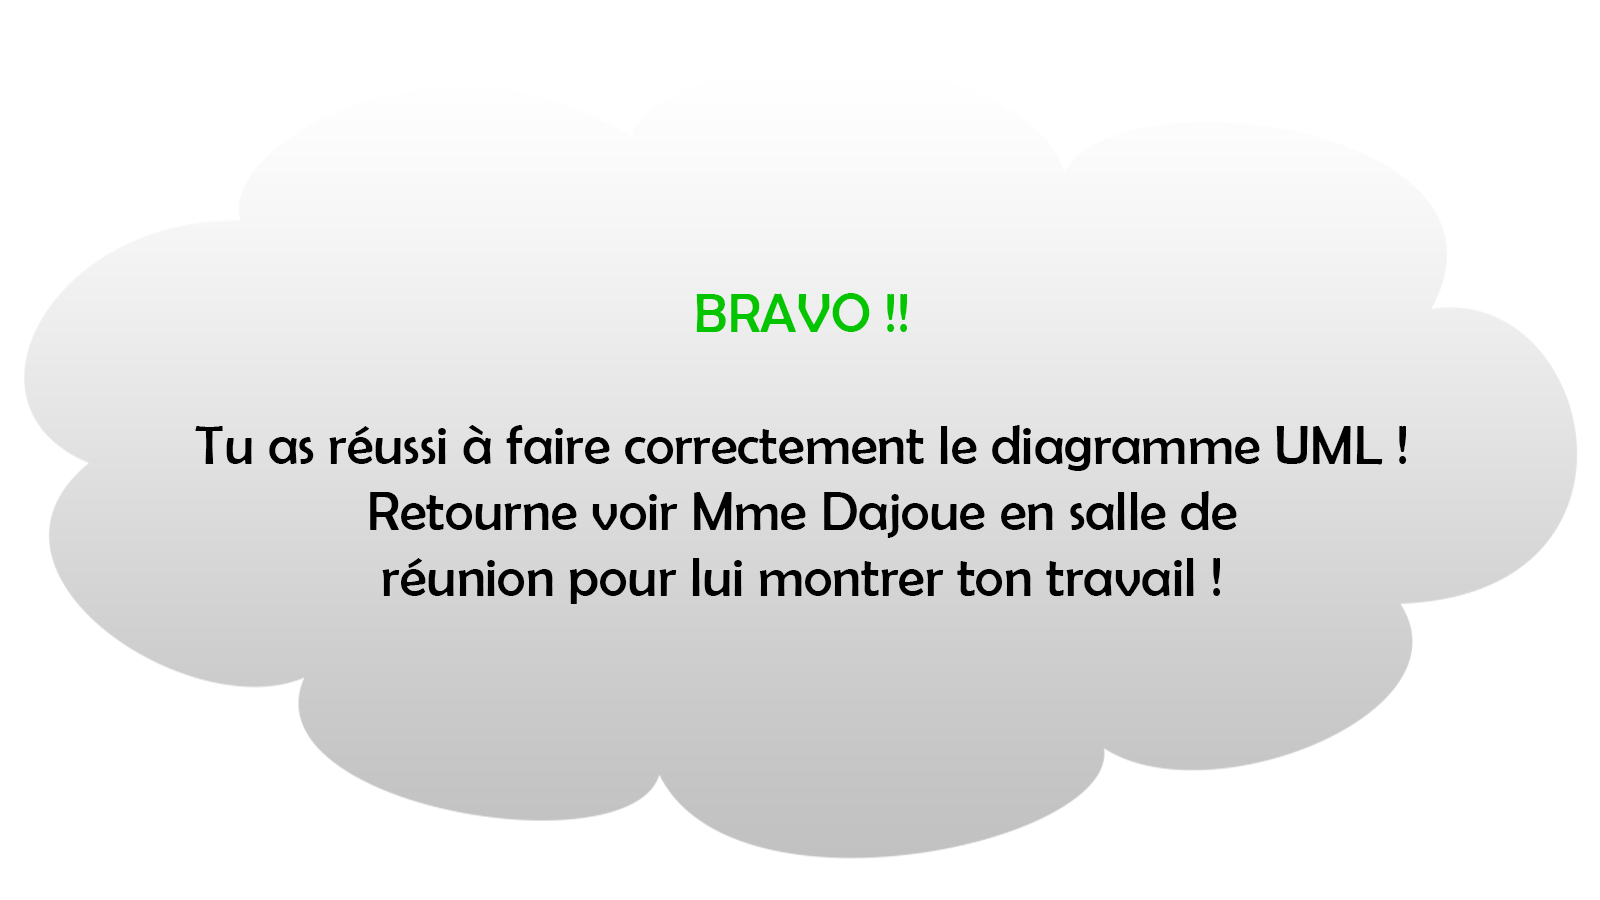 BRAVO !!
Tu as réussi à faire correctement le diagramme UML !
Retourne voir Mme Dajoue en salle de
réunion pour lui montrer ton travail !